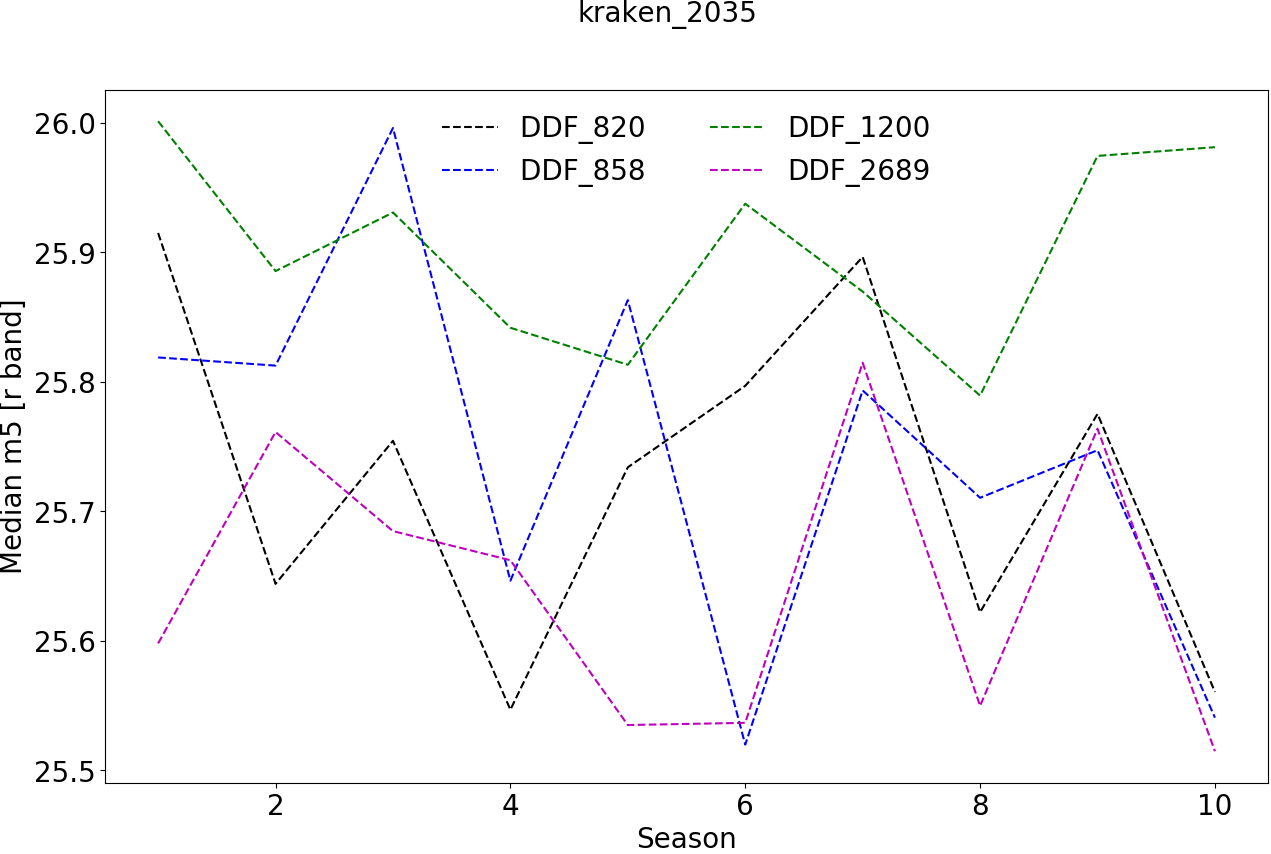 kraken_2035
DDF_820
DDF_858
DDF_1200
DDF_2689
Median m5 [r band]
26.0
25.9
25.8
25.7
25.6
25.5
2 4 6 8 10
Season